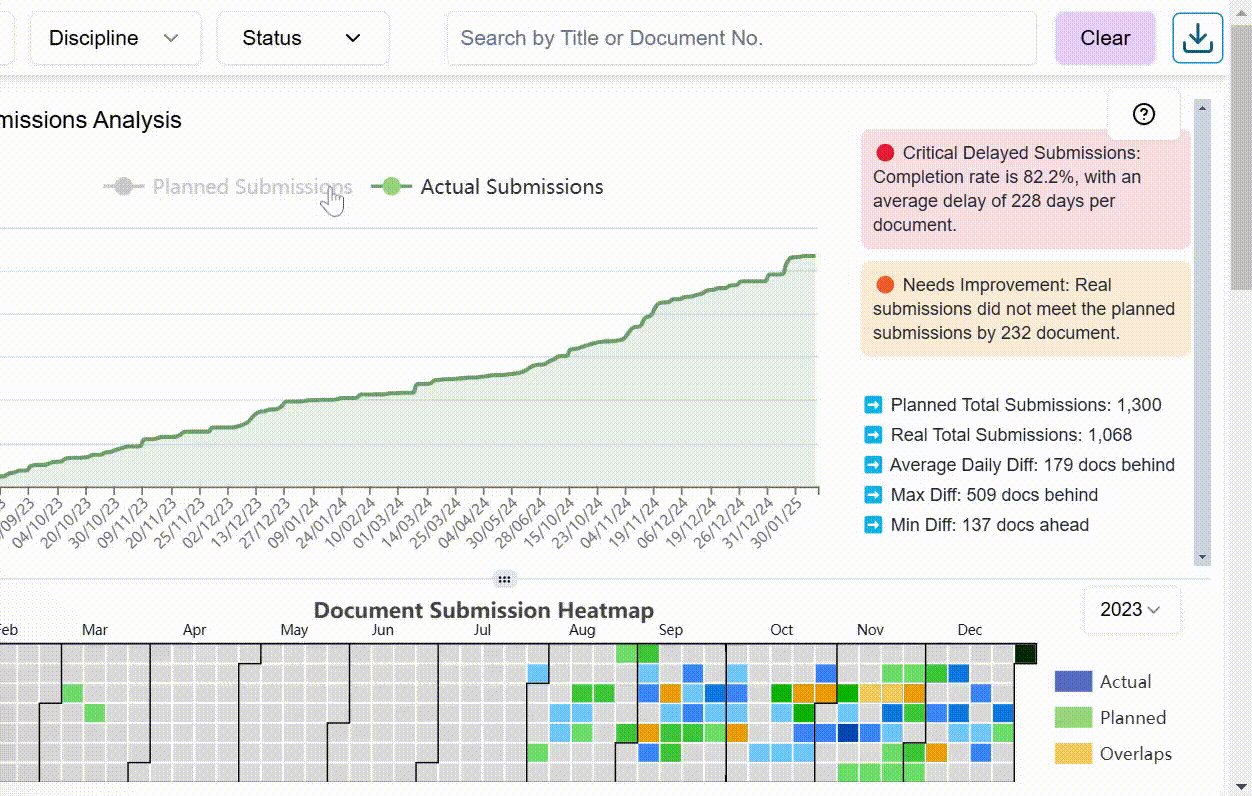 Discipline
Status
Search by Title or Document No.
Clear
missions Analysis
Planned Submissions
Actual Submissions
Critical Delayed Submissions:
Completion rate is 82.2%, with an
average delay of 228 days per
document.
Needs Improvement: Real
submissions did not meet the planned
submissions by 232 document.
Planned Total Submissions: 1,300
Real Total Submissions: 1,068
Average Daily Diff: 179 docs behind
Max Diff: 509 docs behind
Min Diff: 137 docs ahead
/09/23
04/10/23
20/10/23
30/10/23
09/11/23
20/11/23
25/11/23
02/12/23
13/12/23
27/12/23
09/01/24
24/01/24
10/02/24
01/03/24
14/03/24
25/03/24
04/04/24
30/05/24
28/06/24
15/10/24
23/10/24
04/11/24
19/11/24
06/12/24
19/12/24
26/12/24
31/12/24
30/01/25
Document Submission Heatmap
2023
eb
Mar
Apr
May
Jun
Jul
Aug
Sep
Oct
Nov
Dec
Actual
Planned
Overlaps